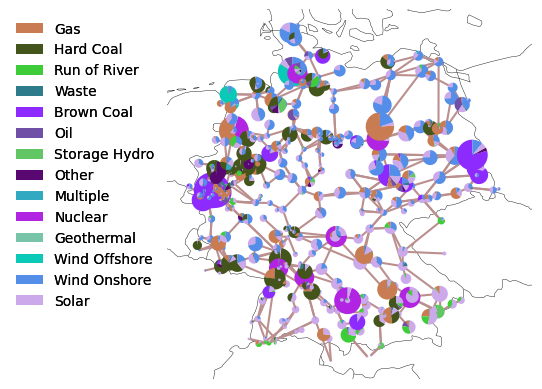 Gas
Hard Coal
Run of River
Waste
Brown Coal
Oil
Storage Hydro
Other
Multiple
Nuclear
Geothermal
Wind Offshore
Wind Onshore
Solar